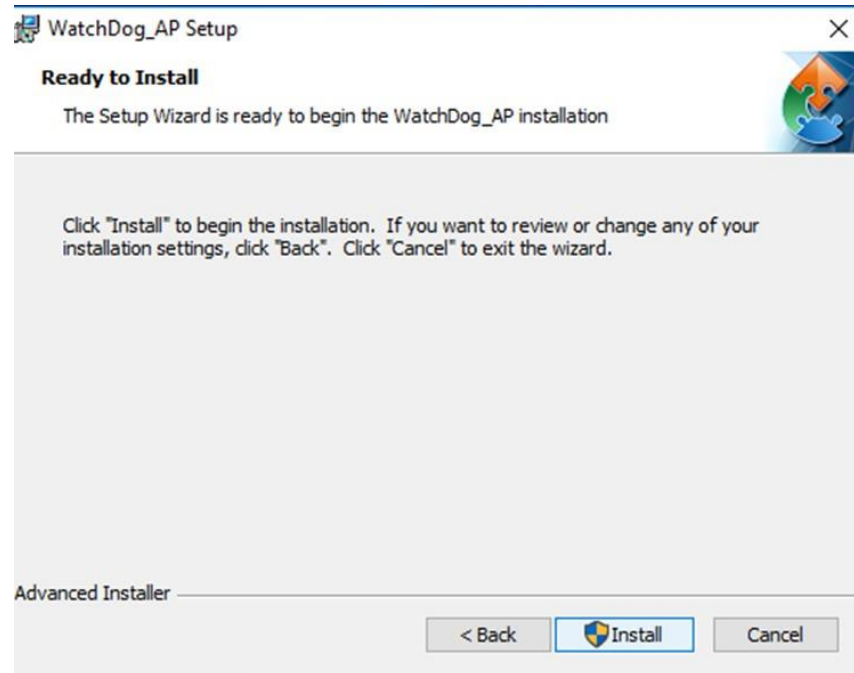 WatchDog_AP Setup
Ready to Install
The Setup Wizard is ready to begin the WatchDog_AP installation
Click "Install" to begin the installation. If you want to review or change any of your
installation settings, click "Back". Click "Cancel" to exit the wizard.
Advanced Installer
< Back Install Cancel